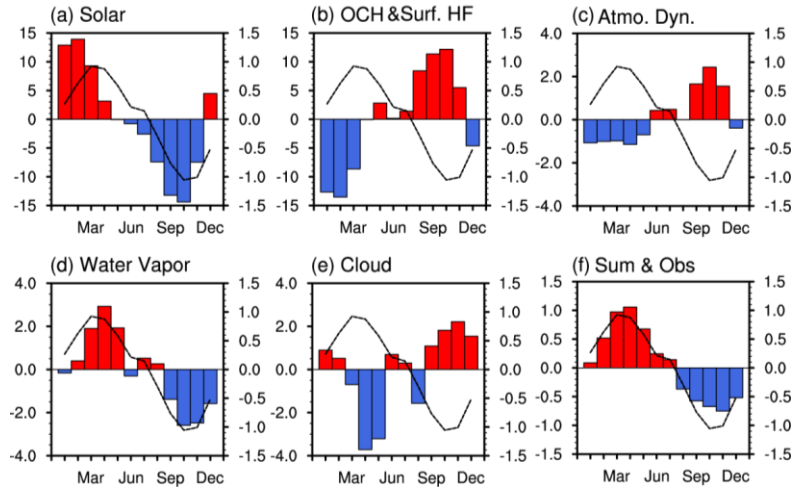 (a) Solar
(b) OCH &Surf. HF
(c) Atmo. Dyn.
15 1.5 15 1.5 4.0 1.5
10 1.0 10 1.0 1.0
5 0.5 5 0.5 2.0 0.5
0 0.0 0 0.0 0.0 0.0
-5 -0.5 -5 -0.5 -0.5
-10 -1.0 -10 -1.0 -2.0 -1.0
-15 -1.5 -15 -1.5 -4.0 -1.5
Mar Jun Sep Dec Mar Jun Sep Dec Mar Jun Sep Dec
(d) Water Vapor
(e) Cloud
(f) Sum & Obs
4.0 1.5 4.0 1.5 1.5 1.5
1.0 1.0 1.0 1.0
2.0 0.5 2.0 0.5 0.5 0.5
0.0 0.0 0.0 0.0 0.0 0.0
-0.5 -0.5 -0.5 -0.5
-2.0 -1.0 -2.0 -1.0 -1.0 -1.0
-4.0 -1.5 -4.0 -1.5 -1.5 -1.5
Mar Jun Sep Dec Mar Jun Sep Dec Mar Jun Sep Dec